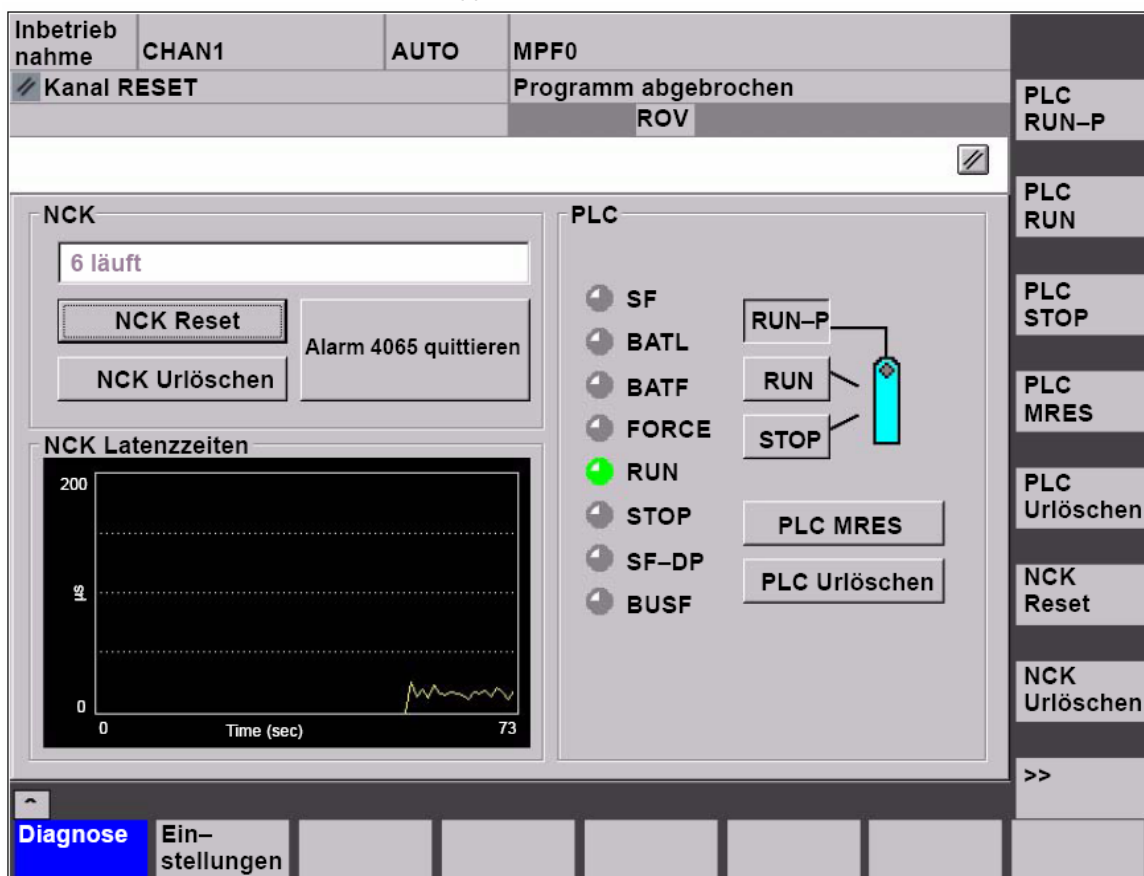 Inbetrieb
nahme
CHAN1
AUTO
MPF0
Kanal RESET
Programm abgebrochen
ROV
NCK
6 läuft
NCK Reset
NCK Urlöschen
Alarm 4065 quittieren
NCK Latenzzeiten
200
µs
0
0
Time (sec)
73
PLC
SF
BATL
BATF
FORCE
RUN
STOP
SF–DP
BUSF
RUN–P
RUN
STOP
PLC MRES
PLC Urlöschen
PLC
RUN–P
PLC
RUN
PLC
STOP
PLC
MRES
PLC
Urlöschen
NCK
Reset
NCK
Urlöschen
>>
Diagnose
Ein–
stellungen